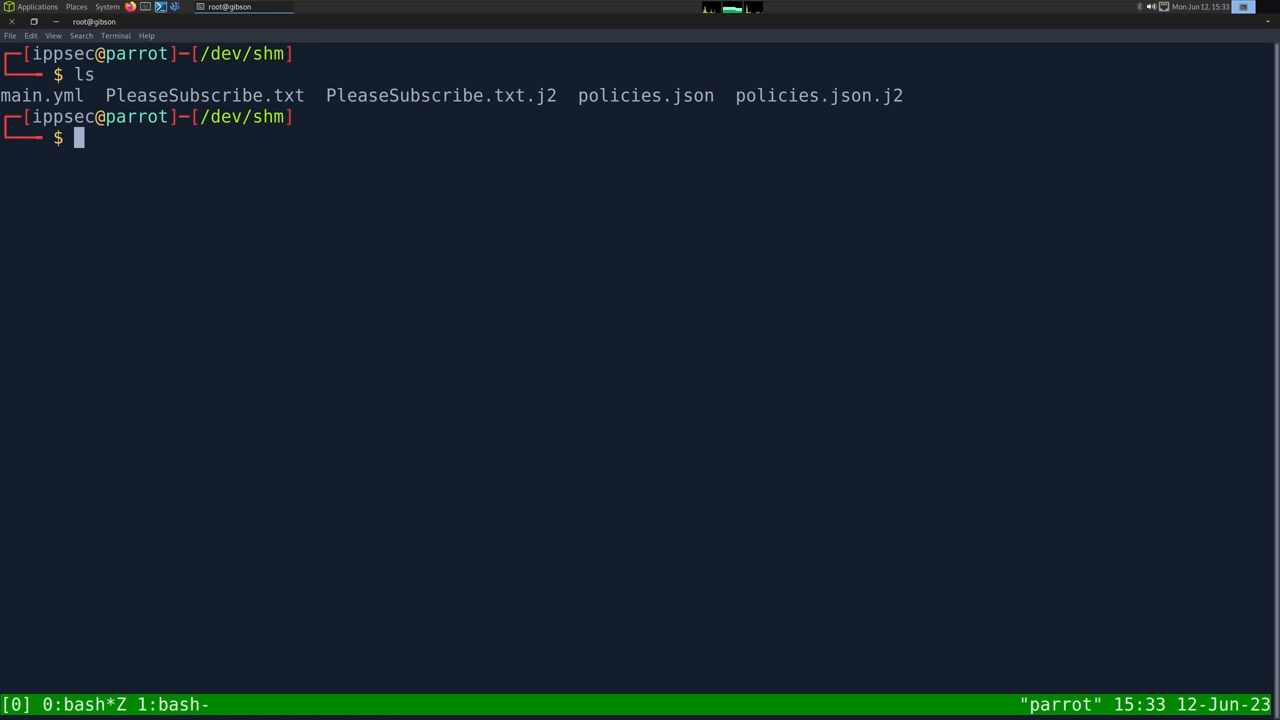 Applications Places System root@gibson Mon Jun 12, 15:33
root@gibson
File Edit View Search Terminal Help
┌─[ippsec@parrot]─[/dev/shm]
└──╼ $ ls
main.yml  PleaseSubscribe.txt  PleaseSubscribe.txt.j2  policies.json  policies.json.j2
┌─[ippsec@parrot]─[/dev/shm]
└──╼ $
[0] 0:bash*Z 1:bash- "parrot" 15:33 12-Jun-23